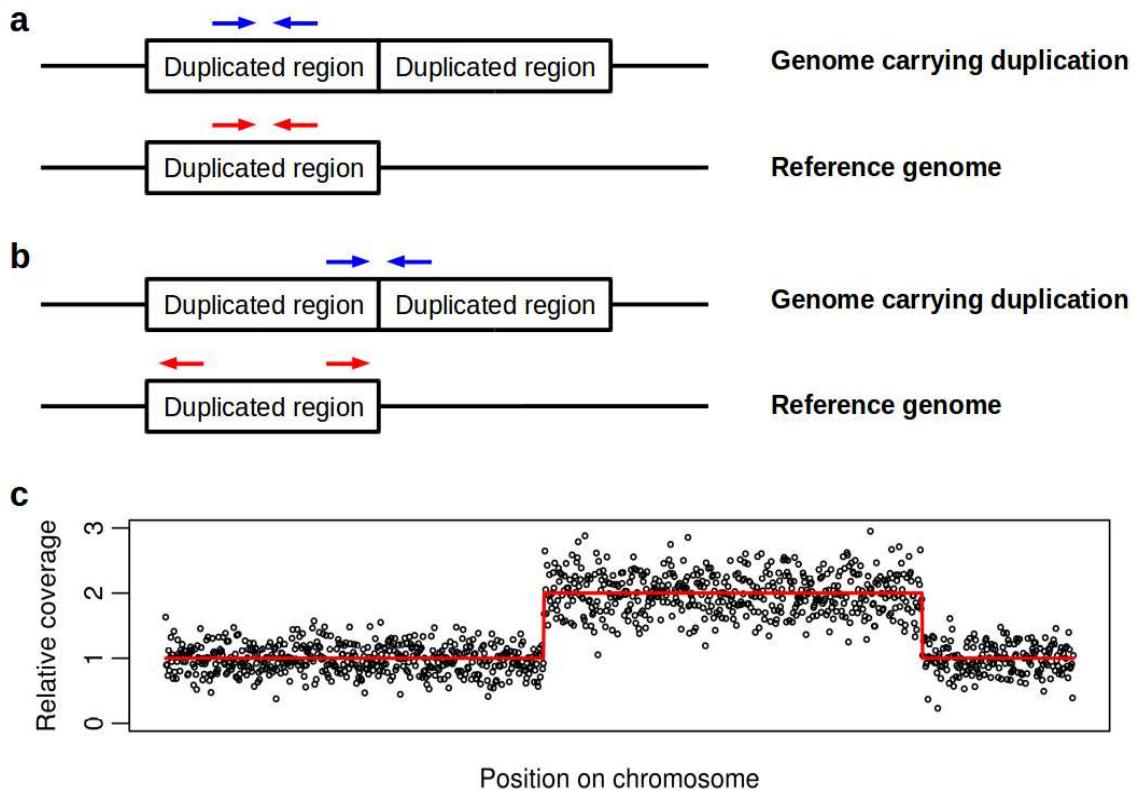 a
Duplicated region Duplicated region Genome carrying duplication
Duplicated region Reference genome
b
Duplicated region Duplicated region Genome carrying duplication
Duplicated region Reference genome
c
Relative coverage
3
2
1
0
Position on chromosome